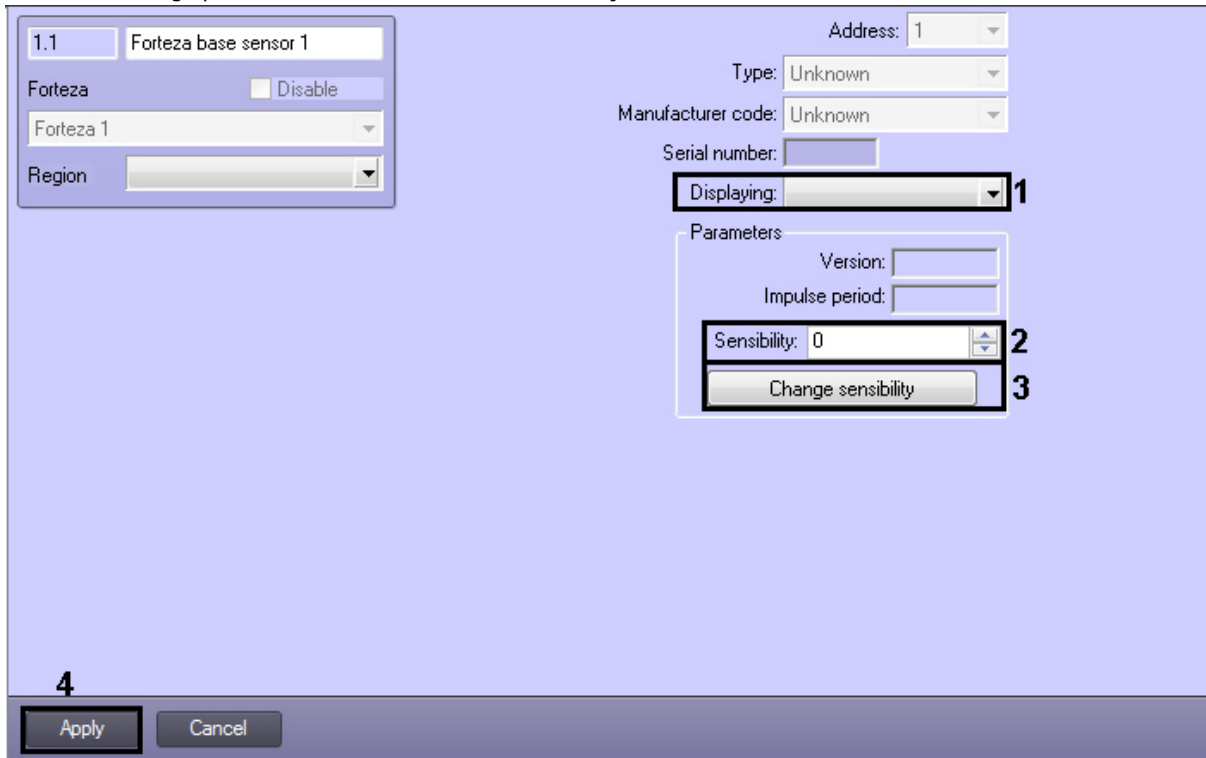 1.1 Forteza base sensor 1
Forteza Disable
Forteza 1
Region
Address: 1
Type: Unknown
Manufacturer code: Unknown
Serial number:
Displaying: 1
Parameters
Version:
Impulse period:
Sensibility: 0 2
Change sensibility 3
4
Apply Cancel